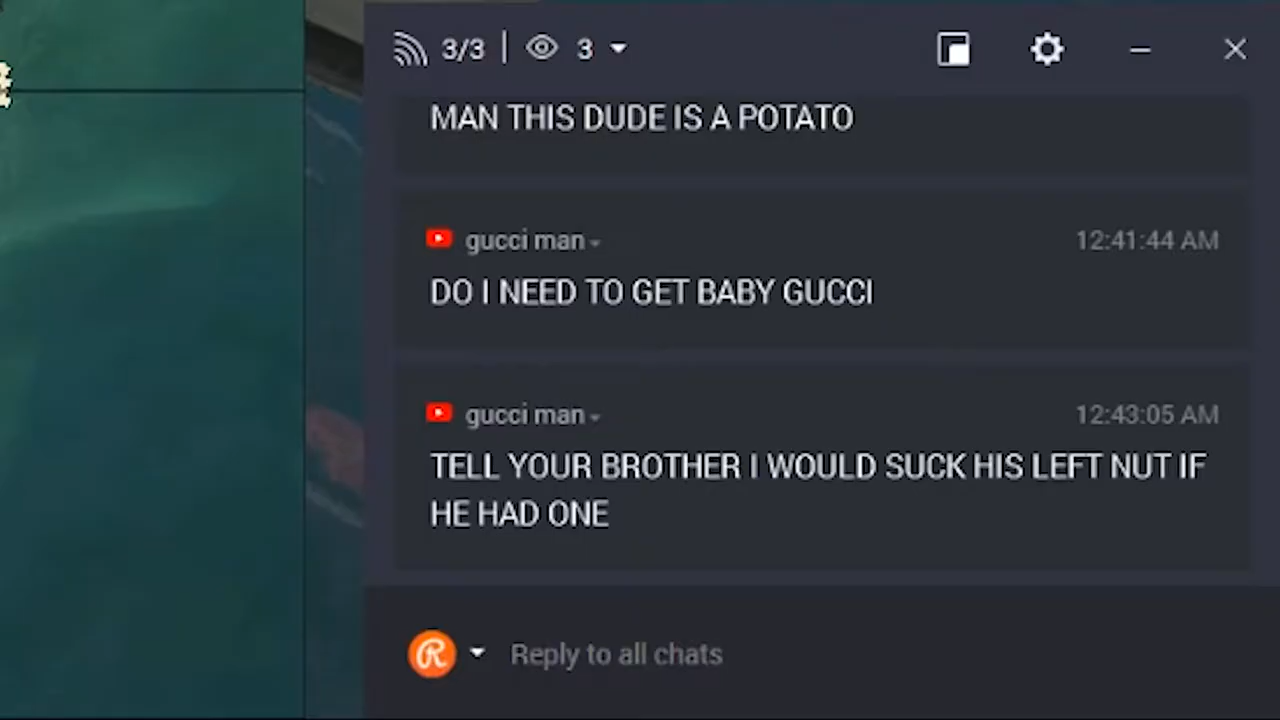 3/3 | 3
MAN THIS DUDE IS A POTATO
gucci man
12:41:44 AM
DO I NEED TO GET BABY GUCCI
gucci man
12:43:05 AM
TELL YOUR BROTHER I WOULD SUCK HIS LEFT NUT IF
HE HAD ONE
Reply to all chats